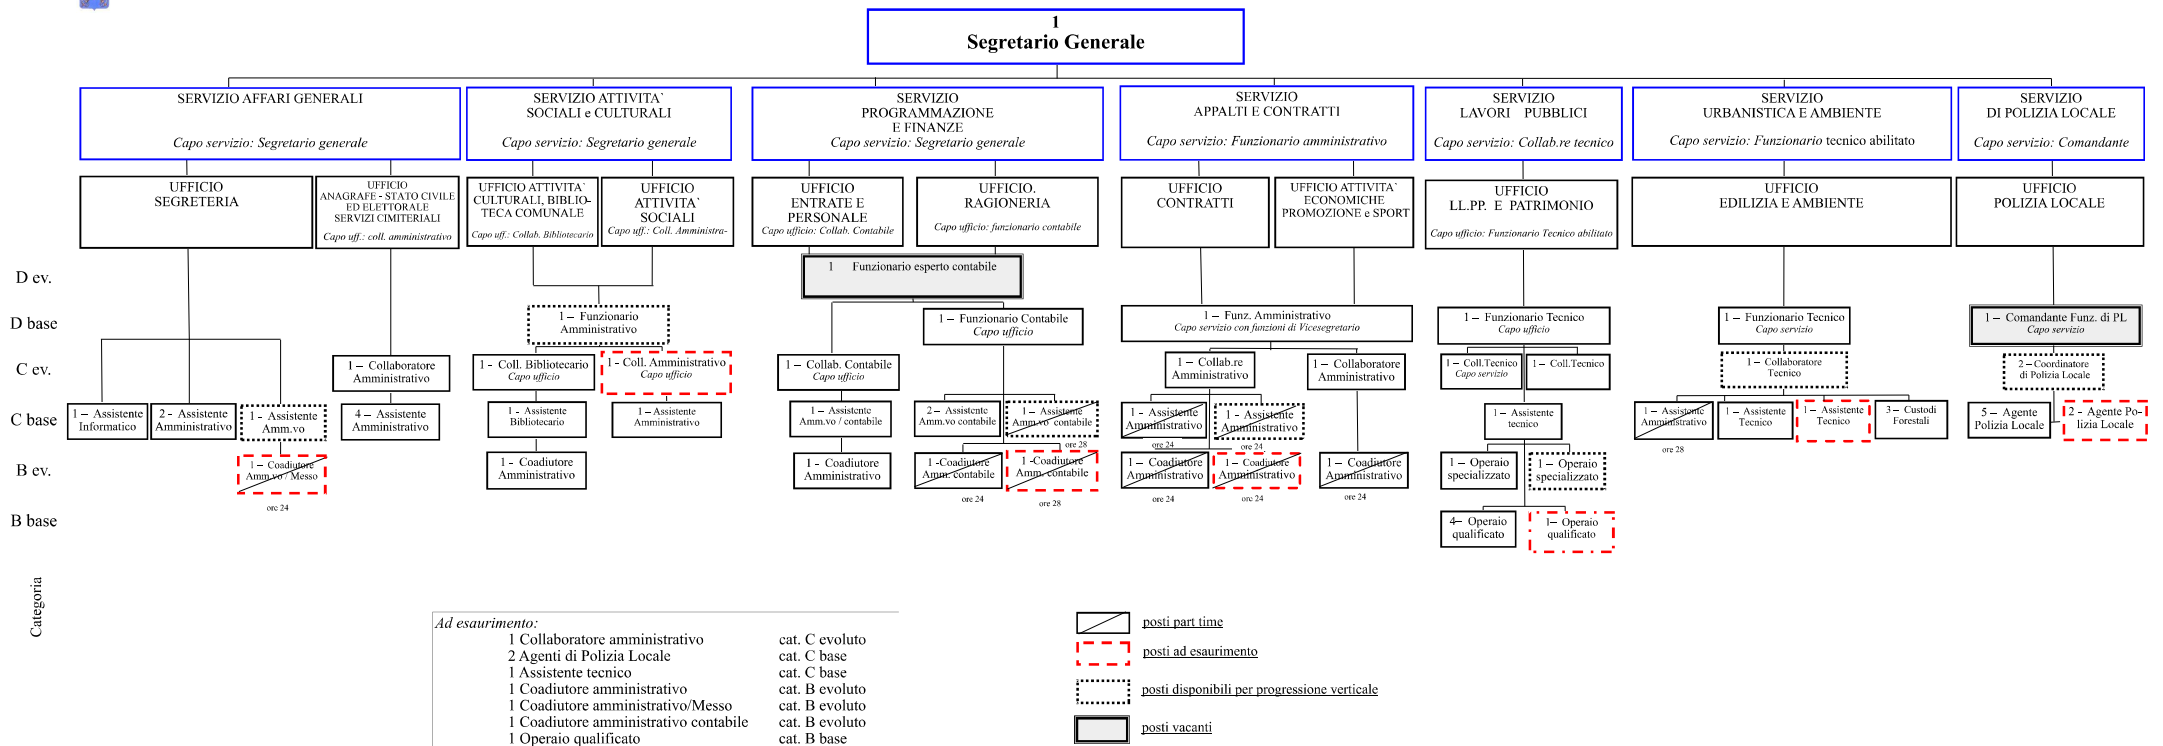 1
Segretario Generale
SERVIZIO AFFARI GENERALI
Capo servizio: Segretario generale
SERVIZIO ATTIVITA`
SOCIALI e CULTURALI
Capo servizio: Segretario generale
SERVIZIO
PROGRAMMAZIONE
E FINANZE
Capo servizio: Segretario generale
SERVIZIO
APPALTI E CONTRATTI
Capo servizio: Funzionario amministrativo
SERVIZIO
LAVORI PUBBLICI
Capo servizio: Collab.re tecnico
SERVIZIO
URBANISTICA E AMBIENTE
Capo servizio: Funzionario tecnico abilitato
SERVIZIO
DI POLIZIA LOCALE
Capo servizio: Comandante
UFFICIO
SEGRETERIA
UFFICIO
ANAGRAFE - STATO CIVILE
ED ELETTORALE
SERVIZI CIMITERIALI
Capo uff.: coll. amministrativo
UFFICIO ATTIVITA`
CULTURALI, BIBLIO-
TECA COMUNALE
Capo uff.: Collab. Bibliotecario
UFFICIO
ATTIVITA`
SOCIALI
Capo uff.: Coll. Amministra-
UFFICIO
ENTRATE E
PERSONALE
Capo ufficio: Collab. Contabile
UFFICIO.
RAGIONERIA
Capo ufficio: funzionario contabile
UFFICIO
CONTRATTI
UFFICIO ATTIVITA`
ECONOMICHE
PROMOZIONE e SPORT
UFFICIO
LL.PP. E PATRIMONIO
Capo ufficio: Funzionario Tecnico abilitato
UFFICIO
EDILIZIA E AMBIENTE
UFFICIO
POLIZIA LOCALE
D ev.
1 Funzionario esperto contabile
D base
1 – Funzionario
Amministrativo
1 – Funzionario Contabile
Capo ufficio
1 – Funz. Amministrativo
Capo servizio con funzioni di Vicesegretario
1 – Funzionario Tecnico
Capo ufficio
1 – Funzionario Tecnico
Capo servizio
1 – Comandante Funz. di PL
Capo servizio
C ev.
1 – Collaboratore
Amministrativo
1 - Coll. Bibliotecario
Capo ufficio
1 - Coll. Amministrativo
Capo ufficio
1 – Collab. Contabile
Capo ufficio
1 – Collab.re
Amministrativo
1 – Collaboratore
Amministrativo
1 – Coll.Tecnico
Capo servizio
1 – Coll.Tecnico
1 – Collaboratore
Tecnico
2 –Coordinatore
di Polizia Locale
C base
1 – Assistente
Informatico
2 - Assistente
Amministrativo
1 - Assistente
Amm.vo
4 – Assistente
Amministrativo
1 - Assistente
Bibliotecario
1 - Assistente
Amministrativo
1 - Assistente
Amm.vo / contabile
2 – Assistente
Amm.vo contabile
1 – Assistente
Amm.vo contabile
ore 28
1 - Assistente
Amministrativo
ore 24
1 - Assistente
Amministrativo
ore 24
1 – Assistente
tecnico
1 – Assistente
Amministrativo
ore 28
1 – Assistente
Tecnico
1 – Assistente
Tecnico
3 – Custodi
Forestali
5 – Agente
Polizia Locale
2 - Agente Po-
lizia Locale
B ev.
1 – Coadiutore
Amm.vo / Messo
ore 24
1 - Coadiutore
Amministrativo
1 - Coadiutore
Amministrativo
1 -Coadiutore
Amm. contabile
ore 24
1 -Coadiutore
Amm. contabile
ore 28
1 – Coadiutore
Amministrativo
ore 24
1 – Coadiutore
Amministrativo
ore 24
1 – Coadiutore
Amministrativo
ore 24
1 – Operaio
specializzato
1 – Operaio
specializzato
B base
4– Operaio
qualificato
1– Operaio
qualificato
Categoria
Ad esaurimento:
1 Collaboratore amministrativo cat. C evoluto
2 Agenti di Polizia Locale cat. C base
1 Assistente tecnico cat. C base
1 Coadiutore amministrativo cat. B evoluto
1 Coadiutore amministrativo/Messo cat. B evoluto
1 Coadiutore amministrativo contabile cat. B evoluto
1 Operaio qualificato cat. B base
posti part time
posti ad esaurimento
posti disponibili per progressione verticale
posti vacanti